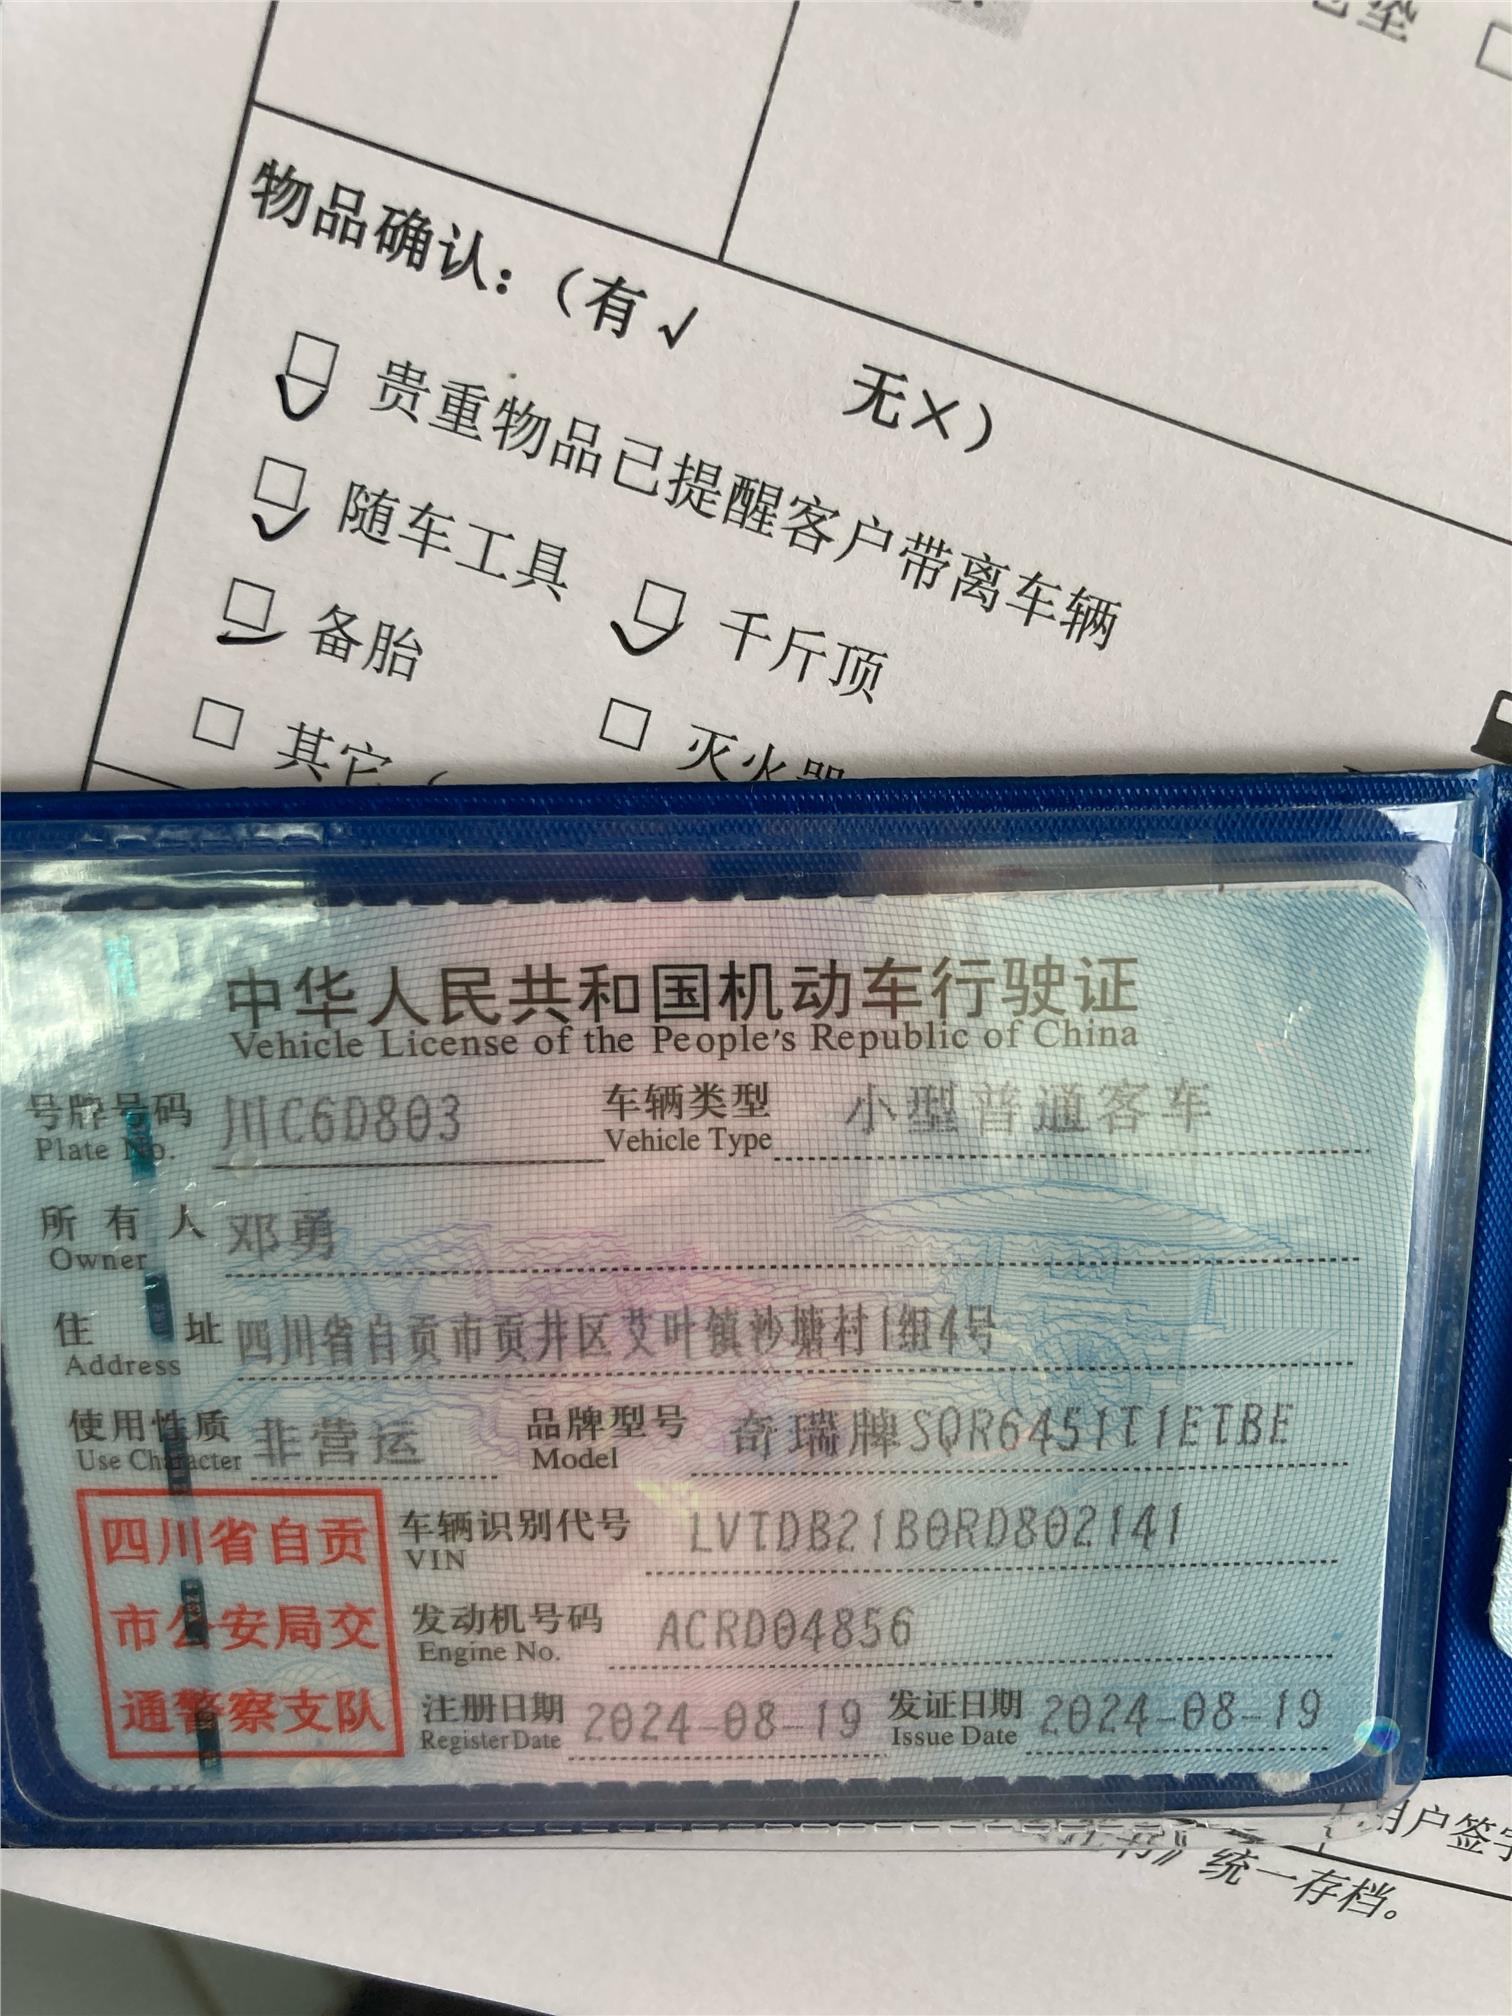 物品确认：（有√ 无×）
□ 贵重物品已提醒客户带离车辆
□ 随车工具 □ 千斤顶
□ 备胎 □ 灭火器
□ 其它（
中华人民共和国机动车行驶证
Vehicle License of the People's Republic of China
号牌号码 川C6D803 车辆类型 小型普通客车
Plate No. Vehicle Type
所有人 邓勇
Owner
住址 四川省自贡市贡井区艾叶镇沙塘村1组4号
Address
使用性质 非营运 品牌型号 奇瑞牌SQR6451T1ETBE
Use Character Model
四川省自贡
市公安局交
通警察支队
车辆识别代号 LVTDB21B0RD802141
VIN
发动机号码 ACRD04856
Engine No.
注册日期 2024-08-19 发证日期 2024-08-19
Register Date Issue Date
用户签字
》统一存档。